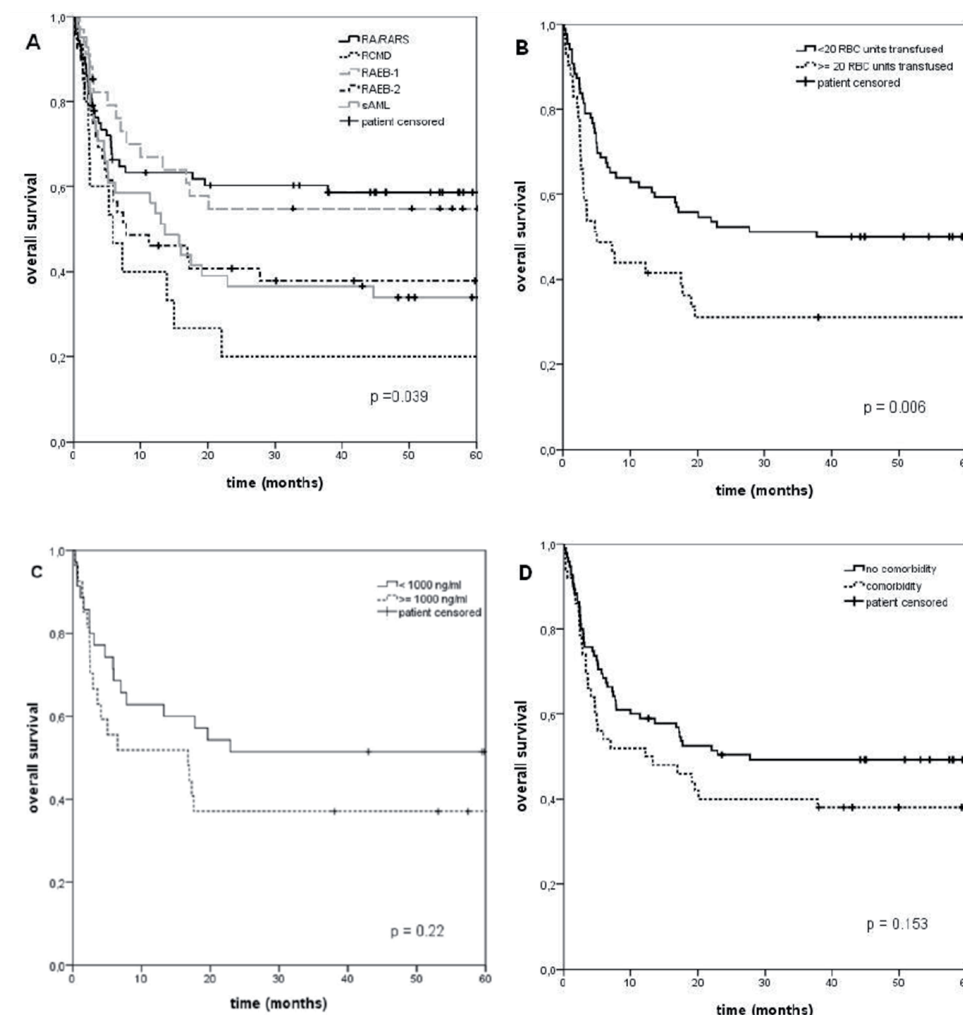 A
RA/RARS
RCMD
RAEB-1
RAEB-2
sAML
patient censored
overall survival
1,0
0,8
0,6
0,4
0,2
0,0
p =0.039
0 10 20 30 40 50 60
time (months)
B
<20 RBC units transfused
>= 20 RBC units transfused
patient censored
overall survival
1,0
0,8
0,6
0,4
0,2
0,0
p = 0.006
0 10 20 30 40 50 60
time (months)
C
< 1000 ng/ml
>= 1000 ng/ml
patient censored
overall survival
1,0
0,8
0,6
0,4
0,2
0,0
p = 0.22
0 10 20 30 40 50 60
time (months)
D
no comorbidity
comorbidity
patient censored
overall survival
1,0
0,8
0,6
0,4
0,2
0,0
p = 0.153
0 10 20 30 40 50 60
time (months)